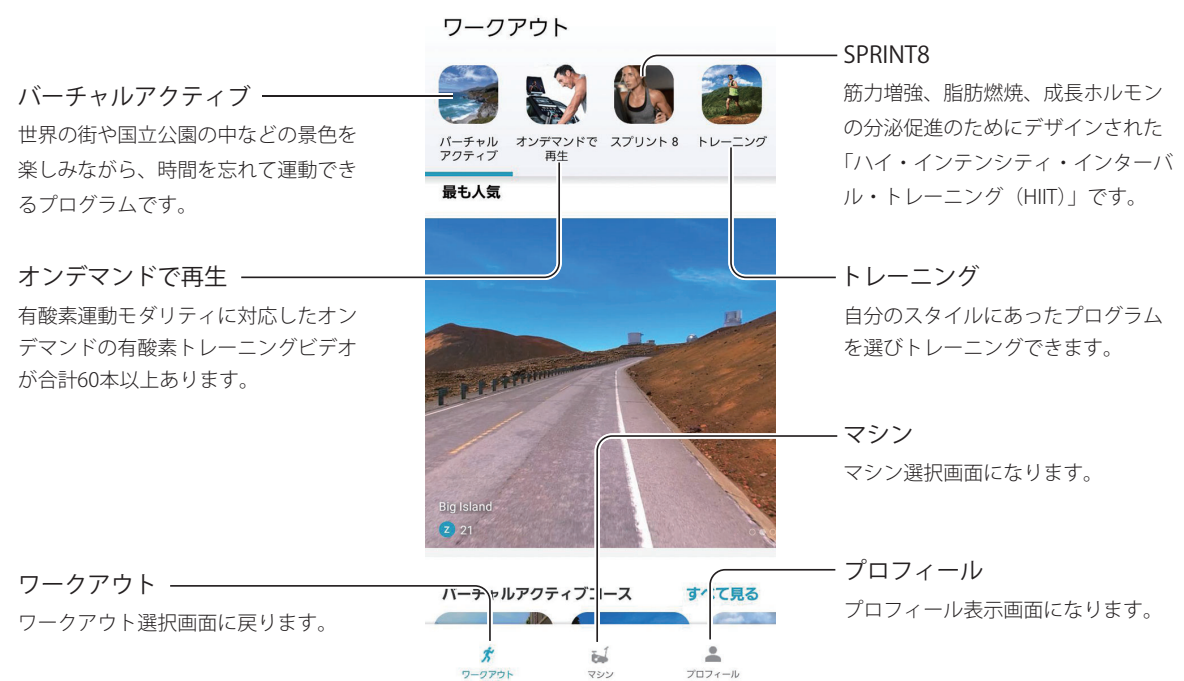 バーチャルアクティブ
世界の街や国立公園の中などの景色を
楽しみながら、時間を忘れて運動でき
るプログラムです。
オンデマンドで再生
有酸素運動モダリティに対応したオン
デマンドの有酸素トレーニングビデオ
が合計60本以上あります。
ワークアウト
ワークアウト選択画面に戻ります。
ワークアウト
バーチャル
アクティブ
オンデマンドで
再生
スプリント 8
トレーニング
最も人気
Big Island
Z 21
バーチャルアクティブコース
すべて見る
ワークアウト
マシン
プロフィール
SPRINT8
筋力増強、脂肪燃焼、成長ホルモン
の分泌促進のためにデザインされた
「ハイ・インテンシティ・インターバ
ル・トレーニング（HIIT）」です。
トレーニング
自分のスタイルにあったプログラム
を選びトレーニングできます。
マシン
マシン選択画面になります。
プロフィール
プロフィール表示画面になります。